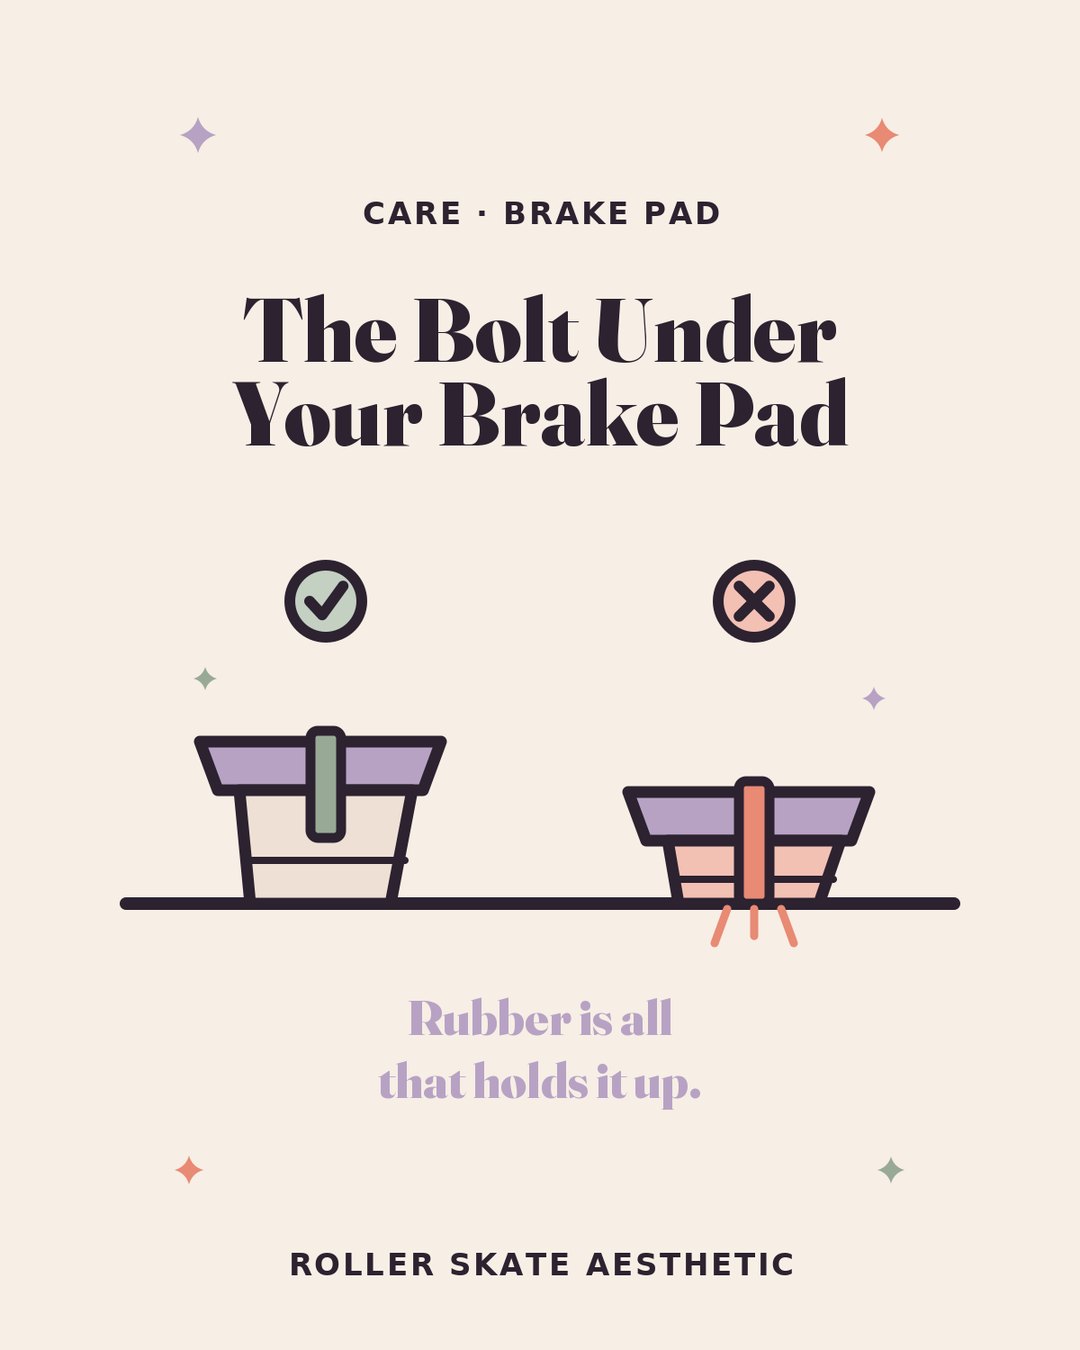 CARE · BRAKE PAD
The Bolt Under
Your Brake Pad
Rubber is all
that holds it up.
ROLLER SKATE AESTHETIC